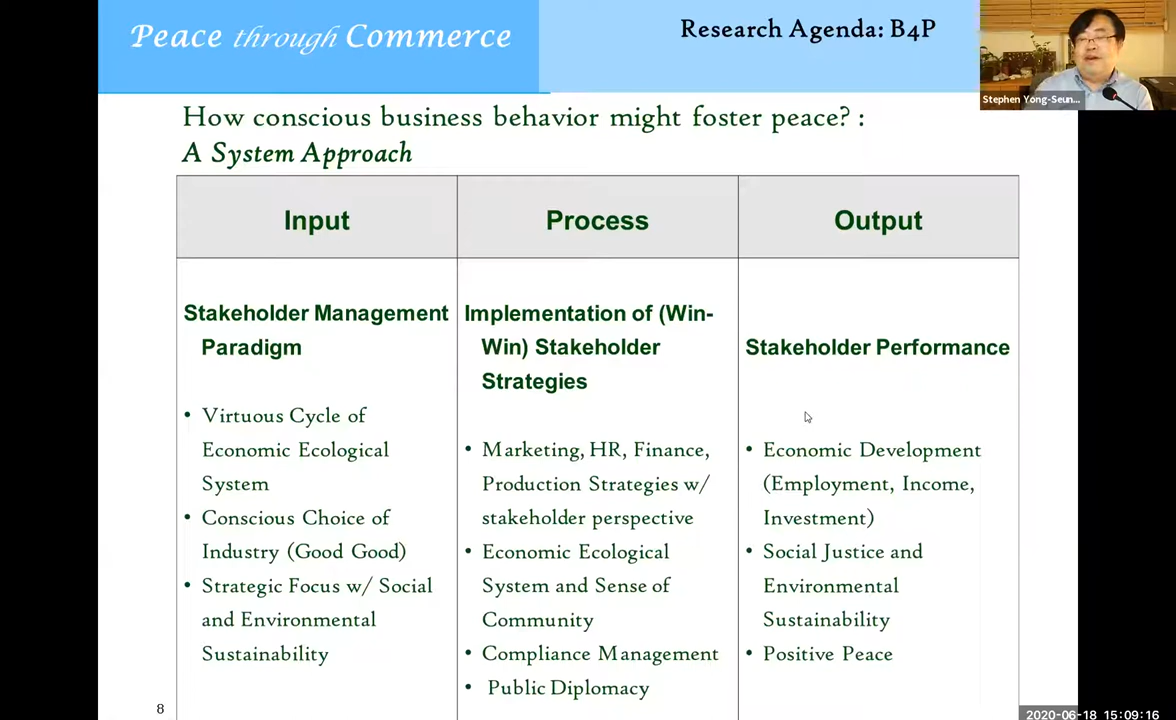 Peace through Commerce
Research Agenda: B4P
Stephen Yong-Seun...
How conscious business behavior might foster peace? :
A System Approach
Input
Process
Output
Stakeholder Management
Paradigm
• Virtuous Cycle of
Economic Ecological
System
• Conscious Choice of
Industry (Good Good)
• Strategic Focus w/ Social
and Environmental
Sustainability
Implementation of (Win-
Win) Stakeholder
Strategies
• Marketing, HR, Finance,
Production Strategies w/
stakeholder perspective
• Economic Ecological
System and Sense of
Community
• Compliance Management
• Public Diplomacy
Stakeholder Performance
• Economic Development
(Employment, Income,
Investment)
• Social Justice and
Environmental
Sustainability
• Positive Peace
8
2020-06-18 15:09:16